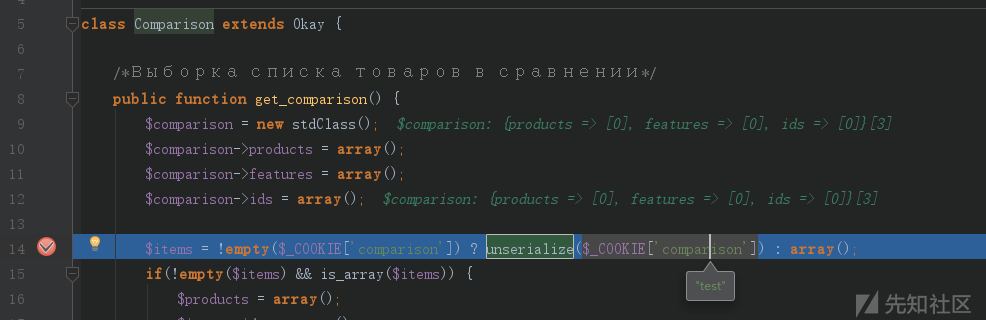 5 class Comparison extends Okay {
6
7 /*Выборка списка товаров в сравнении*/
8 public function get_comparison() {
9 $comparison = new stdClass(); $comparison: {products => [0], features => [0], ids => [0]}[3]
10 $comparison->products = array();
11 $comparison->features = array();
12 $comparison->ids = array(); $comparison: {products => [0], features => [0], ids => [0]}[3]
13
14 $items = !empty($_COOKIE['comparison']) ? unserialize($_COOKIE['comparison']) : array();
15 if(!empty($items) && is_array($items)) {
"test"
16 $products = array();
先知社区